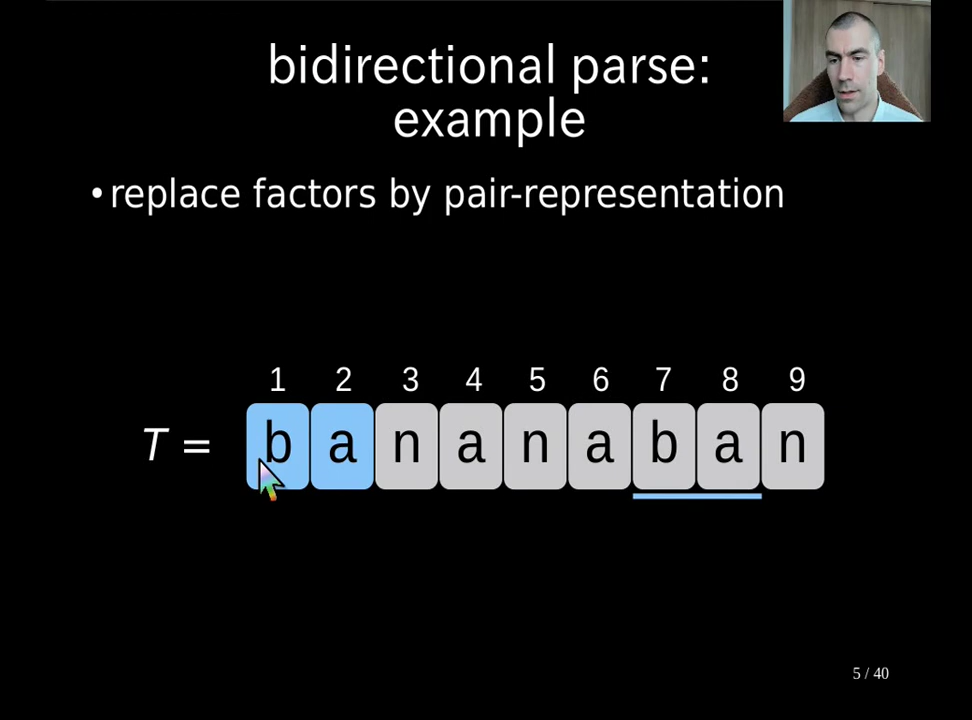 bidirectional parse:
example
• replace factors by pair-representation
1 2 3 4 5 6 7 8 9
T = b a n a n a b a n
5 / 40